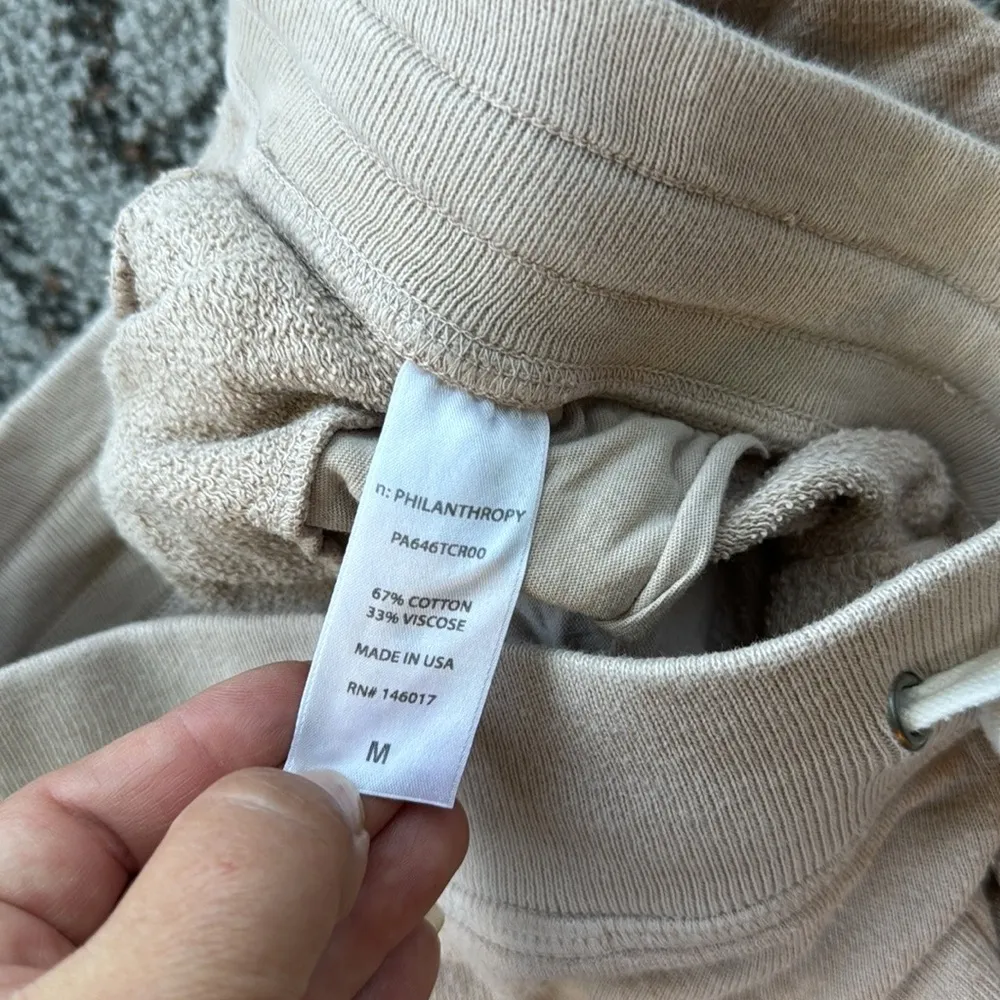 n: PHILANTHROPY
PA646TCR00
67% COTTON
33% VISCOSE
MADE IN USA
RN# 146017
M